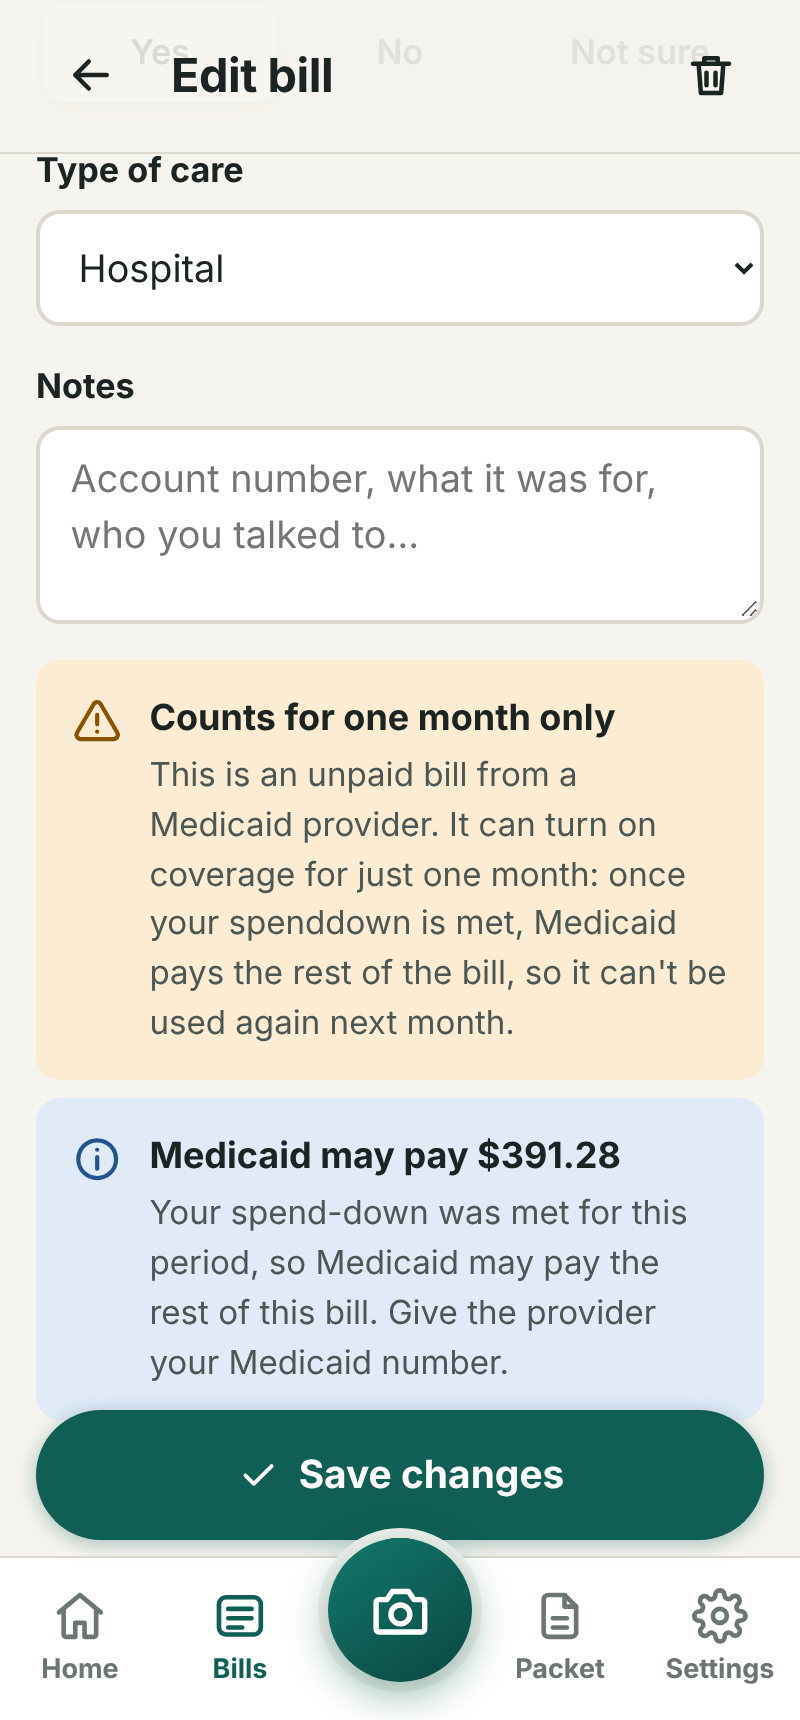 Yes No Not sure
Edit bill
Type of care
Hospital
Notes
Account number, what it was for,
who you talked to...
Counts for one month only
This is an unpaid bill from a
Medicaid provider. It can turn on
coverage for just one month: once
your spenddown is met, Medicaid
pays the rest of the bill, so it can't be
used again next month.
Medicaid may pay $391.28
Your spend-down was met for this
period, so Medicaid may pay the
rest of this bill. Give the provider
your Medicaid number.
Save changes
Home Bills Packet Settings